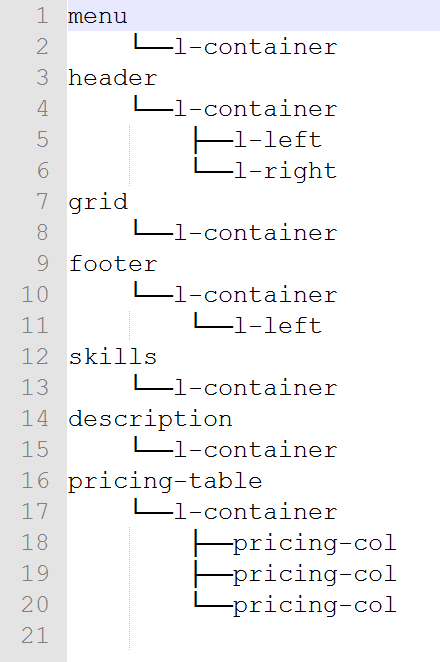 1 menu
2     └──l-container
3 header
4     └──l-container
5         ├──l-left
6         └──l-right
7 grid
8     └──l-container
9 footer
10     └──l-container
11         └──l-left
12 skills
13     └──l-container
14 description
15     └──l-container
16 pricing-table
17     └──l-container
18         ├──pricing-col
19         ├──pricing-col
20         └──pricing-col
21